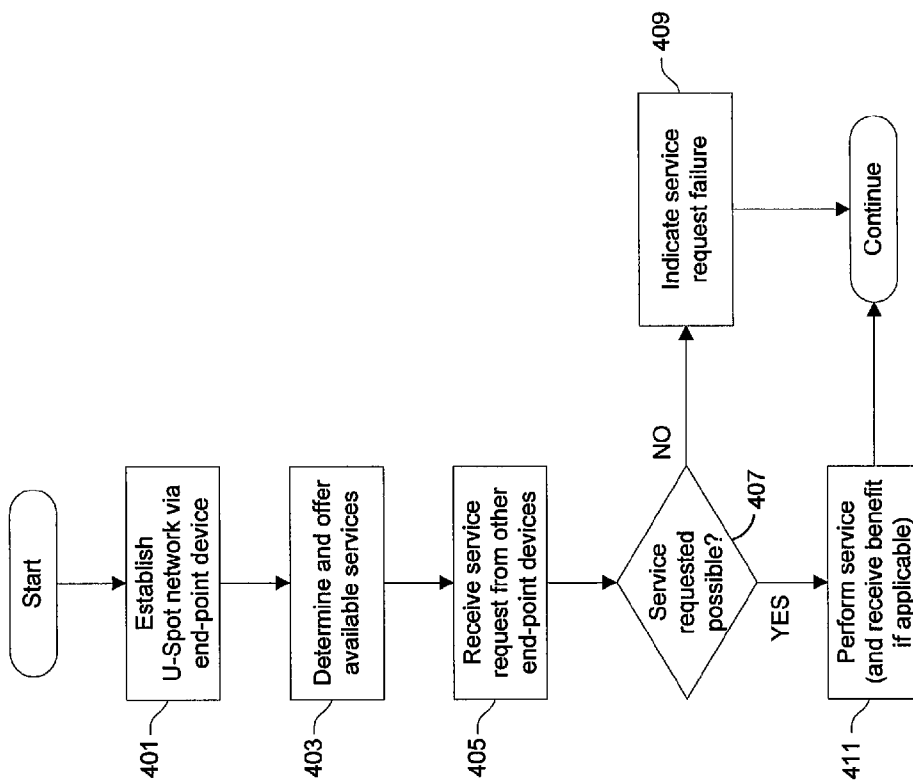 Start
Establish
U-Spot network via
end-point device
401
Determine and offer
available services
403
Receive service
request from other
end-point devices
405
Service
requested
possible?
407
NO
YES
Indicate service
request failure
409
Perform service
(and receive benefit
if applicable)
411
Continue